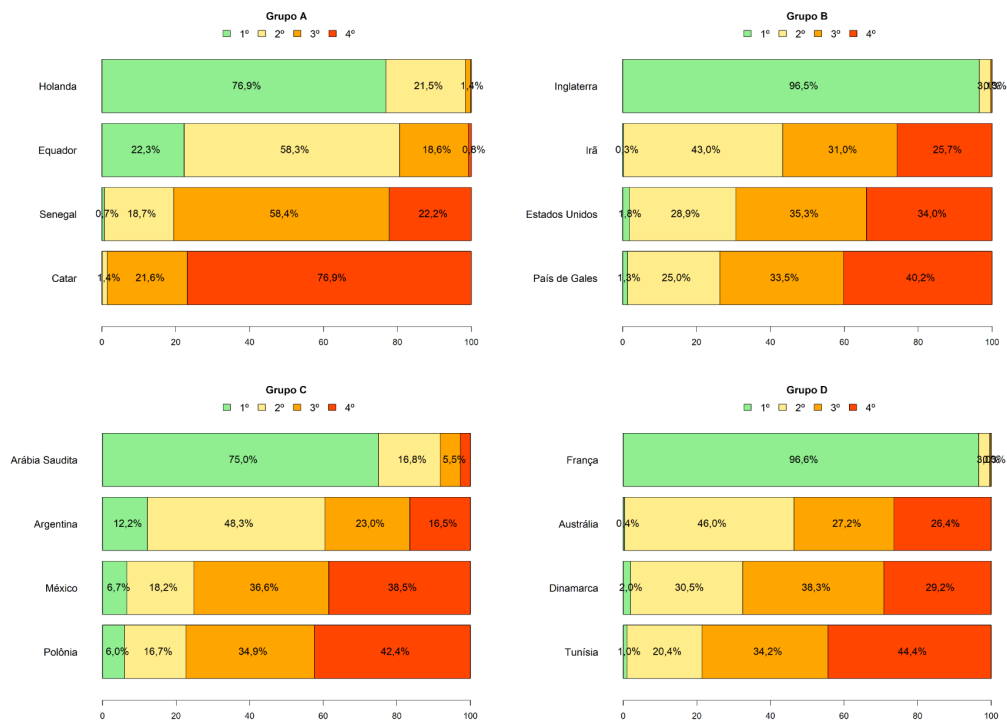 Grupo A
1º 2º 3º 4º
Holanda 76,9% 21,5% 1,4%
Equador 22,3% 58,3% 18,6% 0,8%
Senegal 0,7% 18,7% 58,4% 22,2%
Catar 1,4% 21,6% 76,9%
0 20 40 60 80 100
Grupo B
1º 2º 3º 4º
Inglaterra 96,5%
Irã 0,3% 43,0% 31,0% 25,7%
Estados Unidos 1,8% 28,9% 35,3% 34,0%
País de Gales 1,3% 25,0% 33,5% 40,2%
0 20 40 60 80 100
Grupo C
1º 2º 3º 4º
Arábia Saudita 75,0% 16,8% 5,5%
Argentina 12,2% 48,3% 23,0% 16,5%
México 6,7% 18,2% 36,6% 38,5%
Polônia 6,0% 16,7% 34,9% 42,4%
0 20 40 60 80 100
Grupo D
1º 2º 3º 4º
França 96,6%
Austrália 0,4% 46,0% 27,2% 26,4%
Dinamarca 2,0% 30,5% 38,3% 29,2%
Tunísia 1,0% 20,4% 34,2% 44,4%
0 20 40 60 80 100